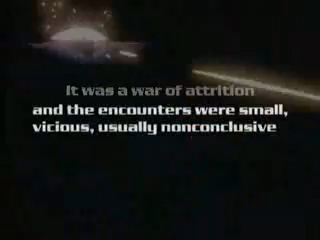 It was a war of attrition
and the encounters were small,
vicious, usually nonconclusive